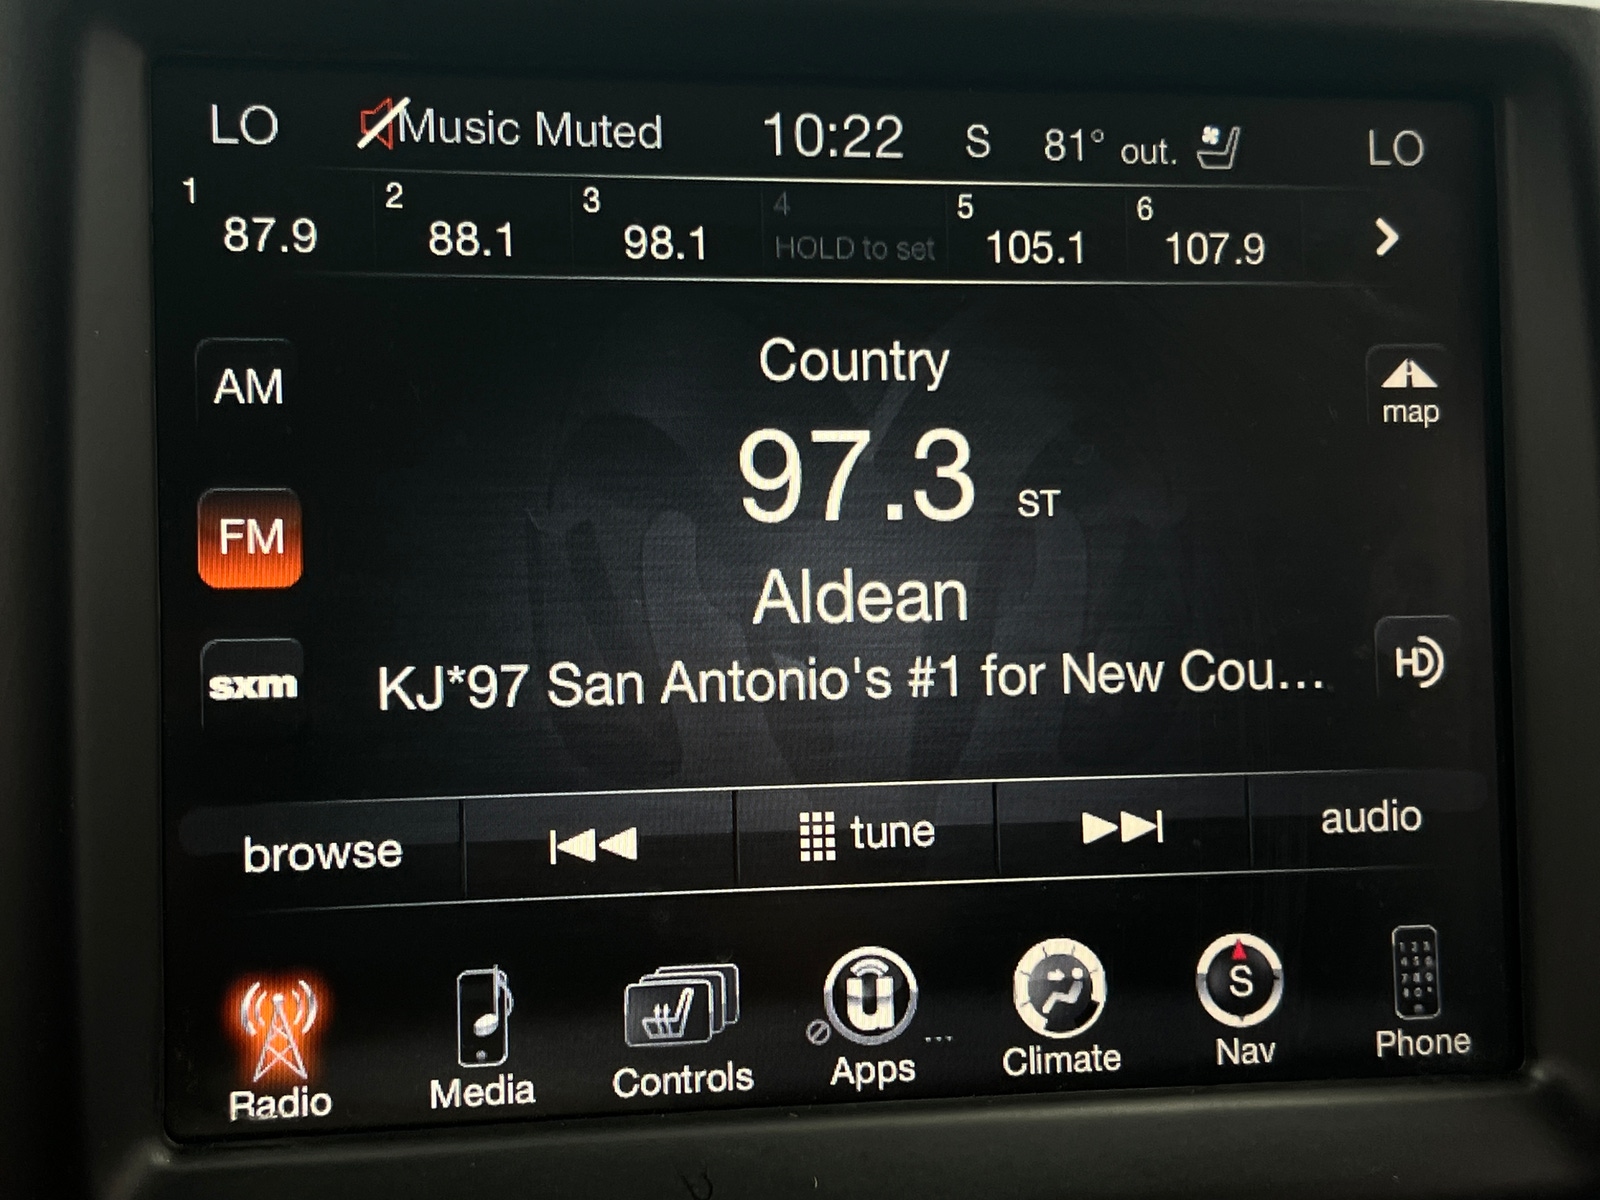 LO Music Muted 10:22 S 81° out. LO
1 2 3 4 5 6
87.9 88.1 98.1 HOLD to set 105.1 107.9
Country
AM
map
97.3 ST
FM
Aldean
sxm KJ*97 San Antonio's #1 for New Cou... HD
browse tune audio
u S
Radio Media Controls Apps ... Climate Nav Phone